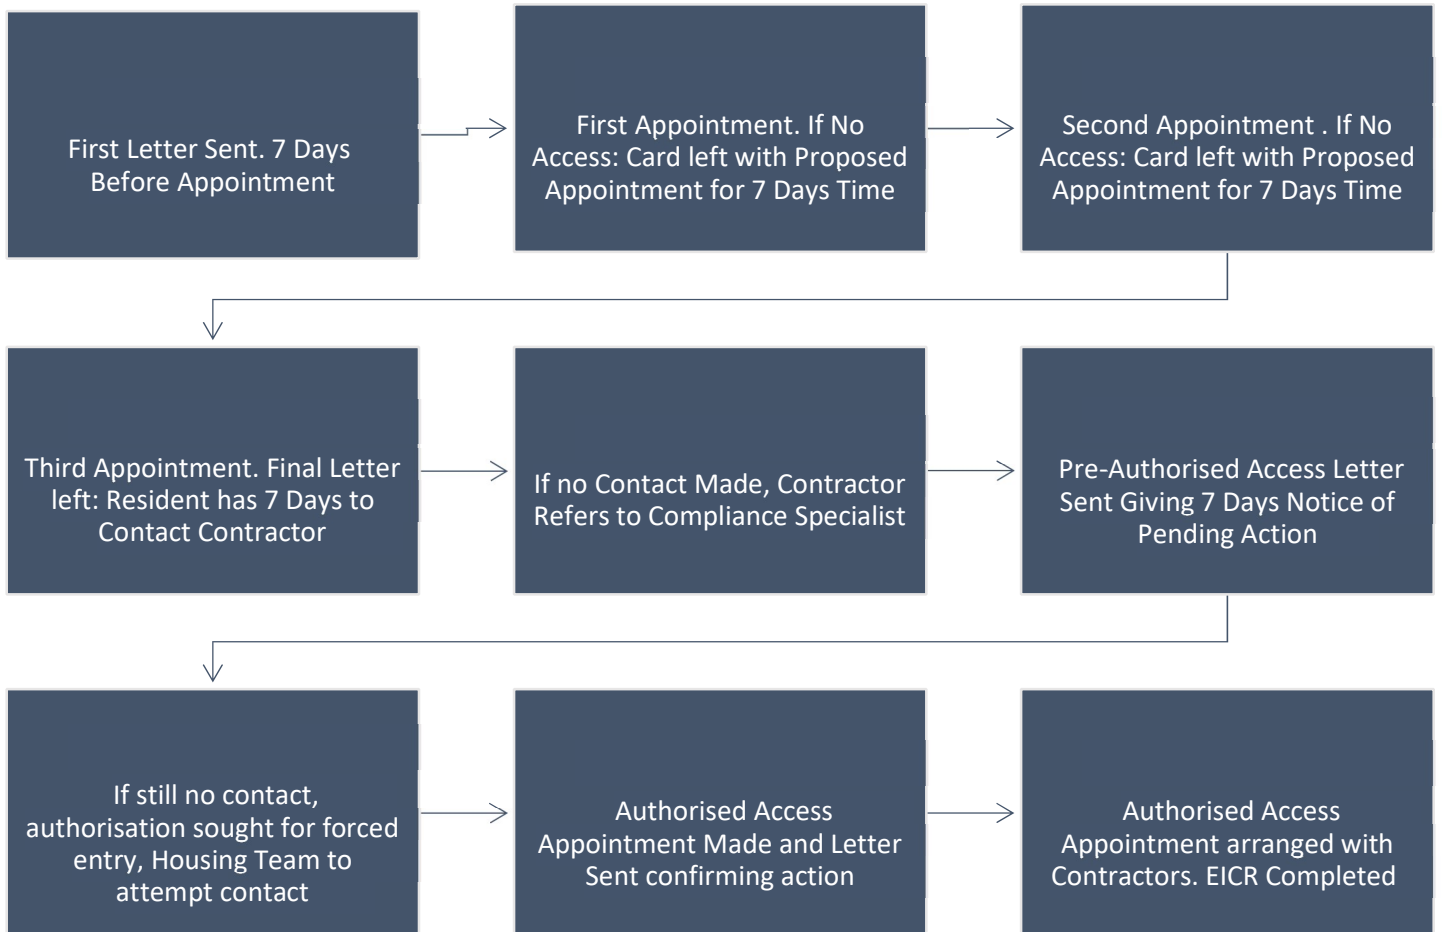 First Letter Sent. 7 Days
Before Appointment
First Appointment. If No
Access: Card left with Proposed
Appointment for 7 Days Time
Second Appointment . If No
Access: Card left with Proposed
Appointment for 7 Days Time
Third Appointment. Final Letter
left: Resident has 7 Days to
Contact Contractor
If no Contact Made, Contractor
Refers to Compliance Specialist
Pre-Authorised Access Letter
Sent Giving 7 Days Notice of
Pending Action
If still no contact,
authorisation sought for forced
entry, Housing Team to
attempt contact
Authorised Access
Appointment Made and Letter
Sent confirming action
Authorised Access
Appointment arranged with
Contractors. EICR Completed